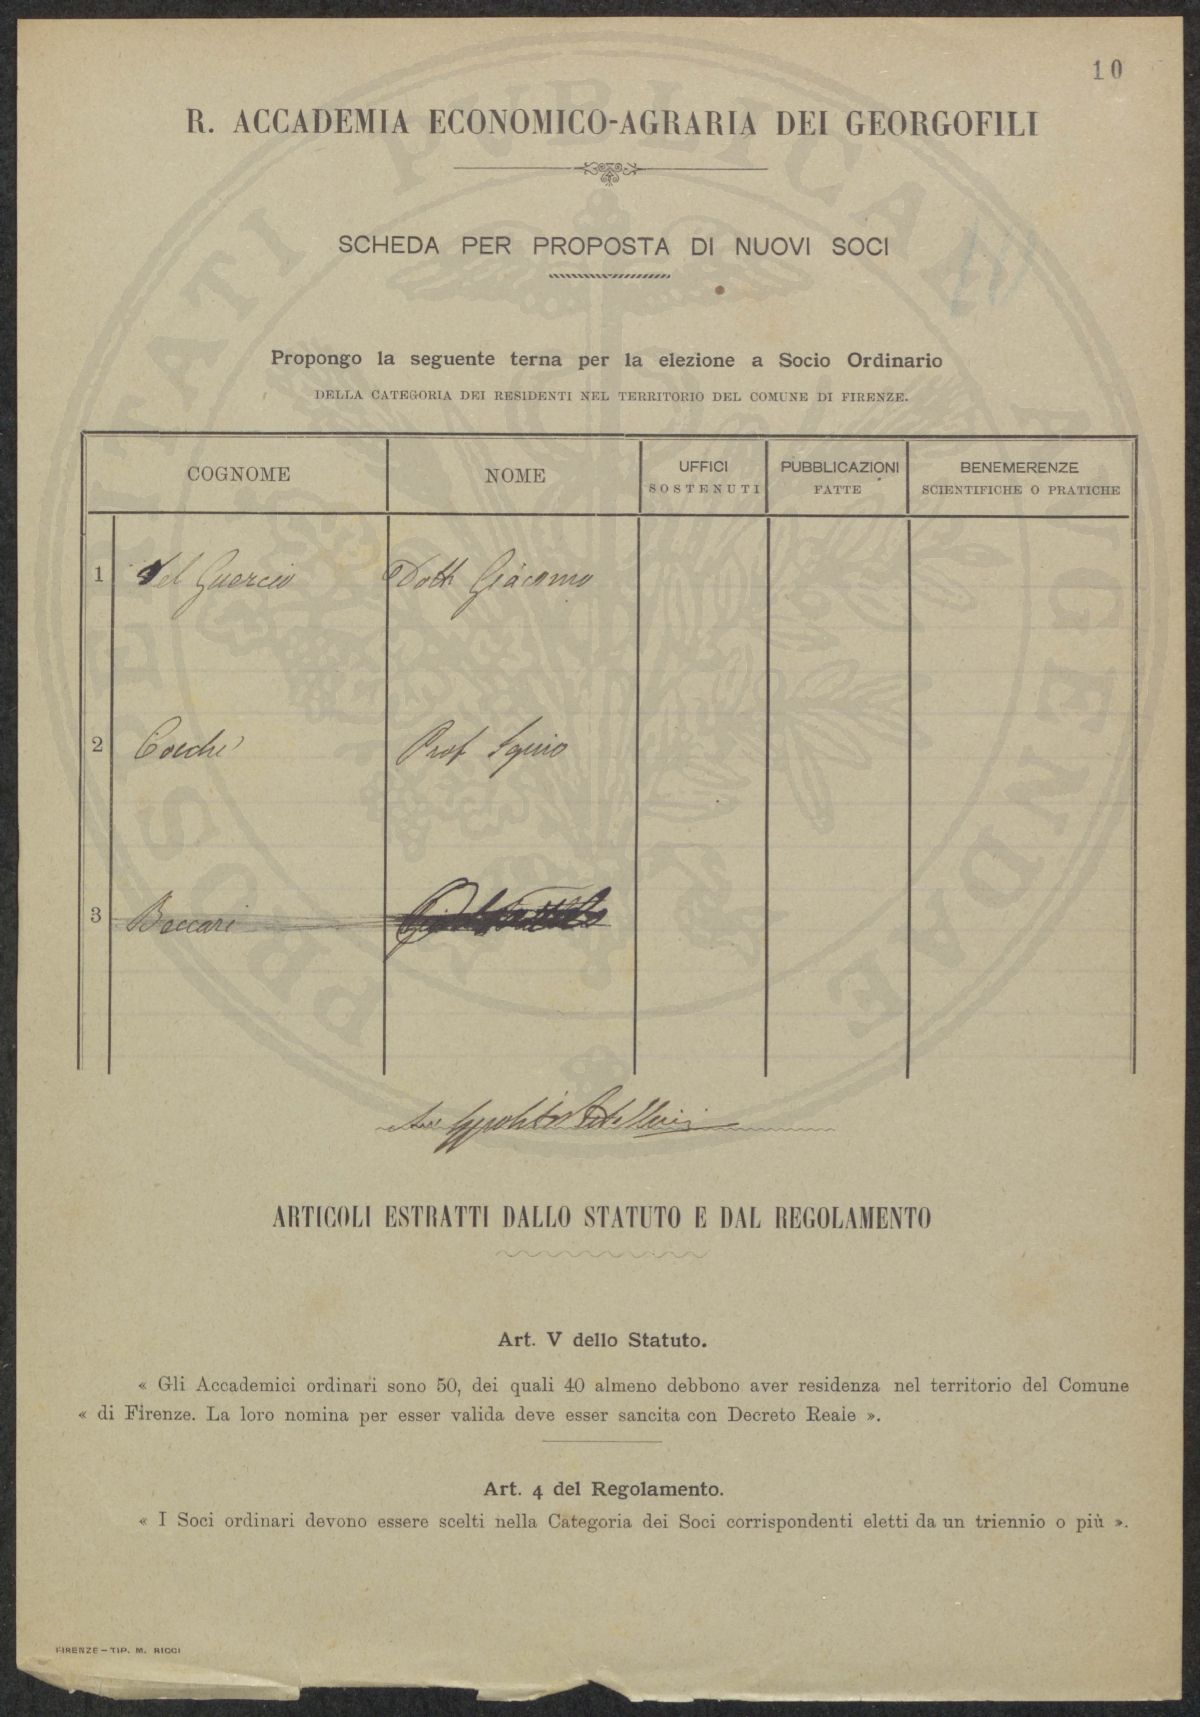 10
R. ACCADEMIA ECONOMICO-AGRARIA DEI GEORGOFILI
SCHEDA PER PROPOSTA DI NUOVI SOCI
Propongo la seguente terna per la elezione a Socio Ordinario
DELLA CATEGORIA DEI RESIDENTI NEL TERRITORIO DEL COMUNE DI FIRENZE.
COGNOME NOME UFFICI SOSTENUTI PUBBLICAZIONI FATTE BENEMERENZE SCIENTIFICHE O PRATICHE
1 Del Guercio Dott Giacomo
2 Prof
3 Beccari
ARTICOLI ESTRATTI DALLO STATUTO E DAL REGOLAMENTO
Art. V dello Statuto.
« Gli Accademici ordinari sono 50, dei quali 40 almeno debbono aver residenza nel territorio del Comune
« di Firenze. La loro nomina per esser valida deve esser sancita con Decreto Reale ».
Art. 4 del Regolamento.
« I Soci ordinari devono essere scelti nella Categoria dei Soci corrispondenti eletti da un triennio o più ».
FIRENZE – TIP. M. RICCI
PROSPERITATI PUBLICAE AUGENDAE